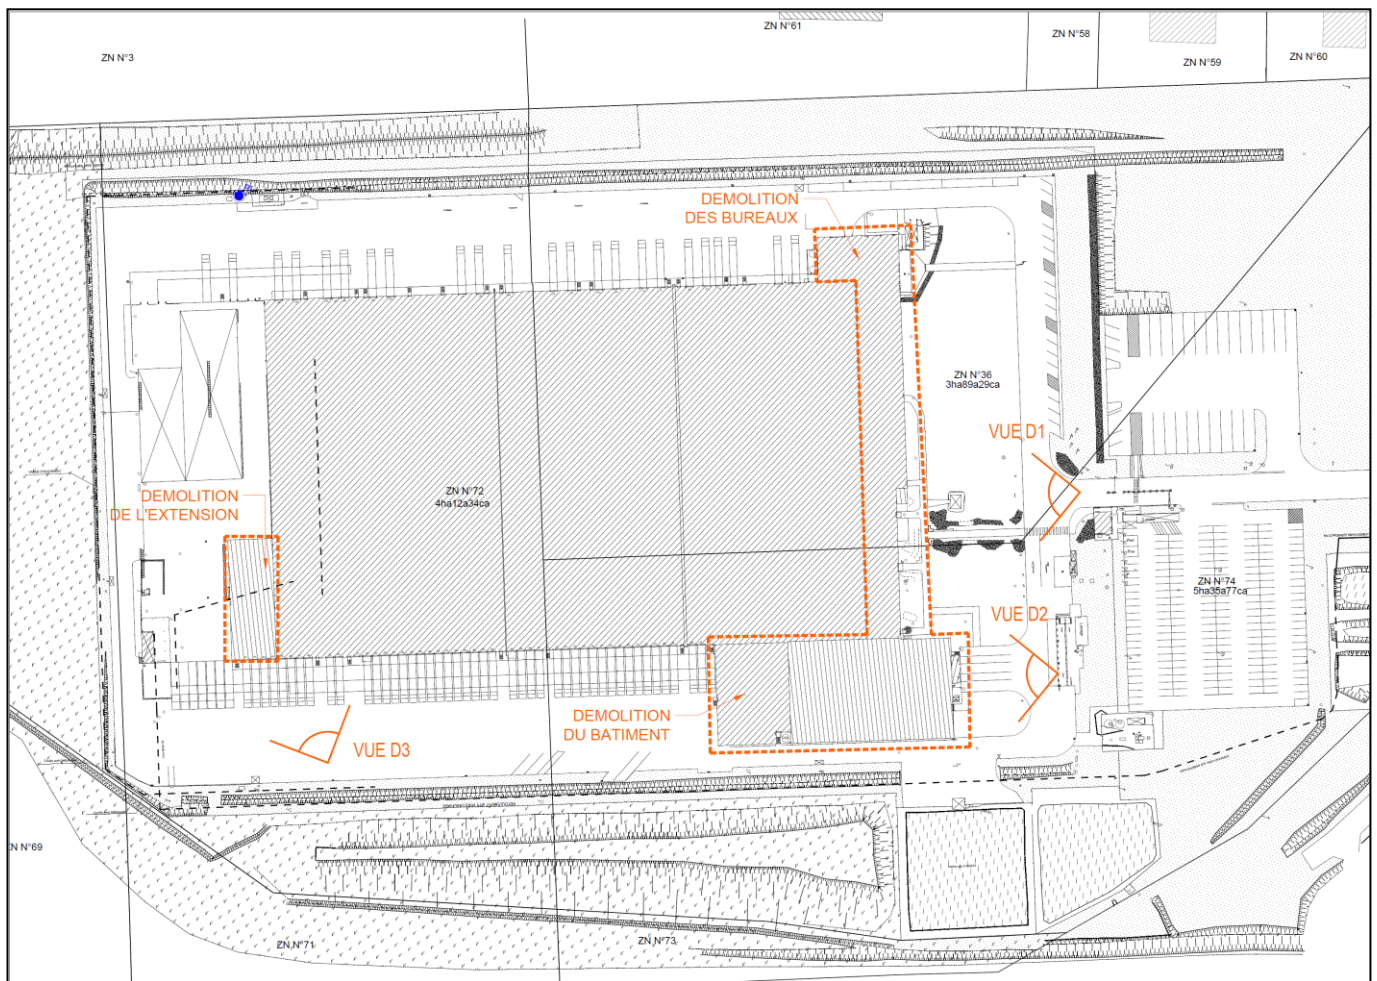 ZN N°61
ZN N°58
ZN N°3
ZN N°59
ZN N°60
DEMOLITION
DES BUREAUX
ZN N°36
3ha89a29ca
VUE D1
ZN N°72
4ha12a34ca
DEMOLITION
DE L'EXTENSION
ZN N°74
5ha35a77ca
VUE D2
DEMOLITION
DU BATIMENT
VUE D3
ZN N°69
ZN N°71
ZN N°73